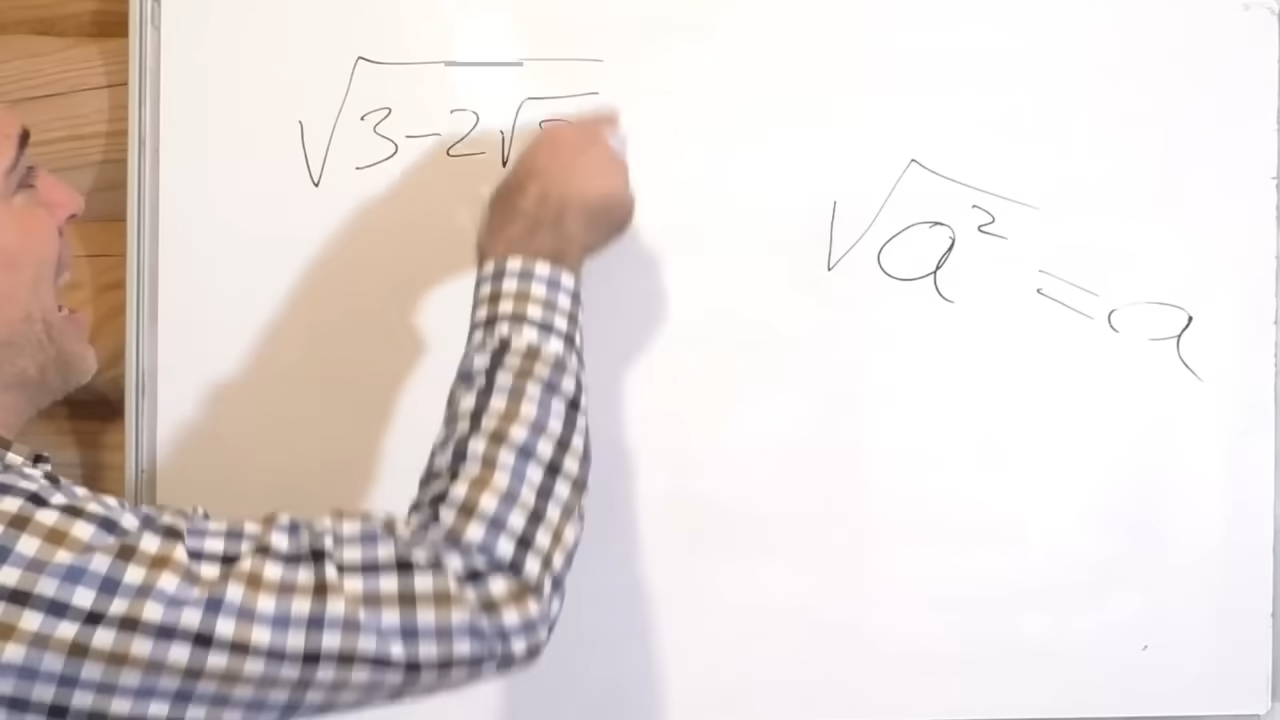 √3-2√
√a² = a